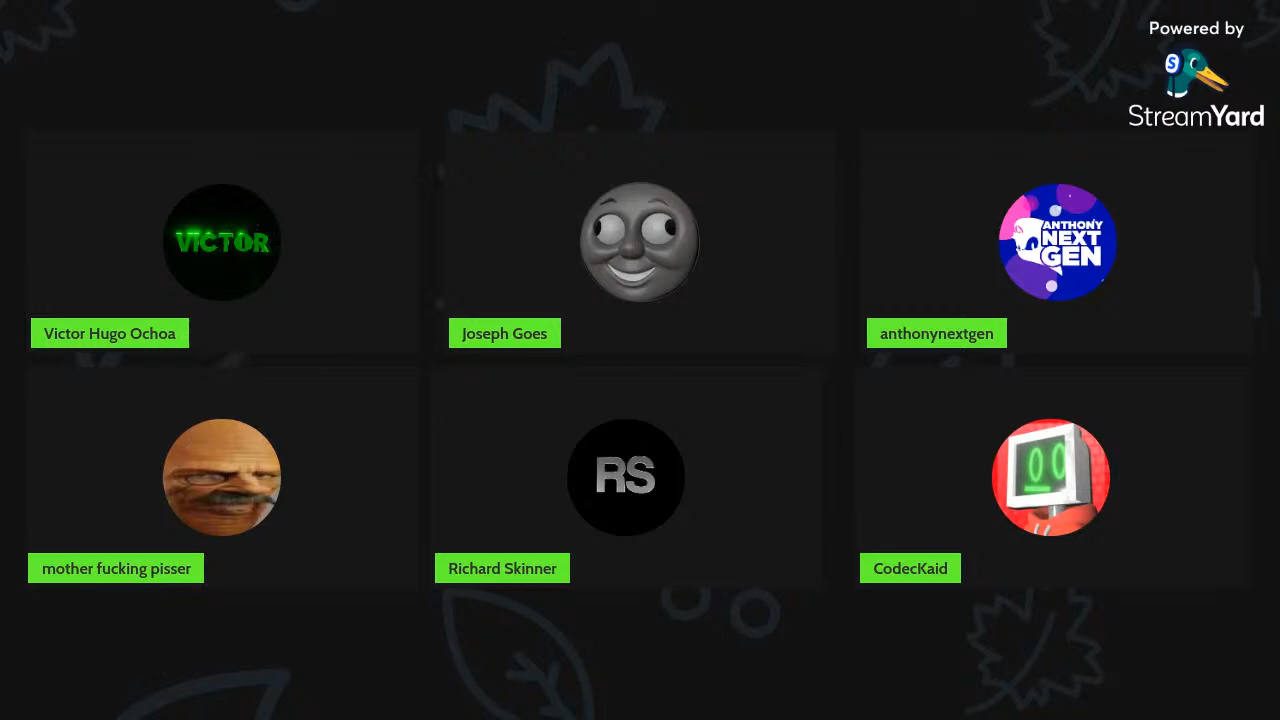 Powered by
S
StreamYard
VICTOR
ANTHONY
NEXT
GEN
Victor Hugo Ochoa
Joseph Goes
anthonynextgen
RS
mother fucking pisser
Richard Skinner
CodecKaid